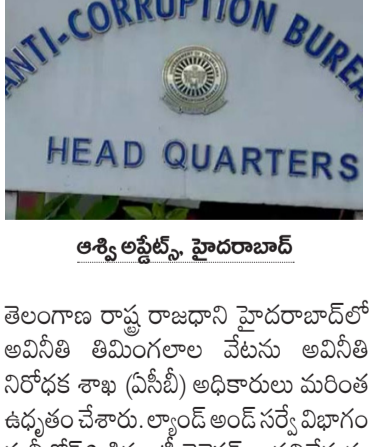 ANTI-CORRUPTION BUREA
HEAD QUARTERS
ఆశ్వి అప్డేట్స్, హైదరాబాద్
తెలంగాణ రాష్ట్ర రాజధాని హైదరాబాద్‌లో
అవినీతి తిమింగలాల వేటను అవినీతి
నిరోధక శాఖ (ఏసీబీ) అధికారులు మరింత
ఉధృతం చేశారు. ల్యాండ్ అండ్ సర్వే విభాగం